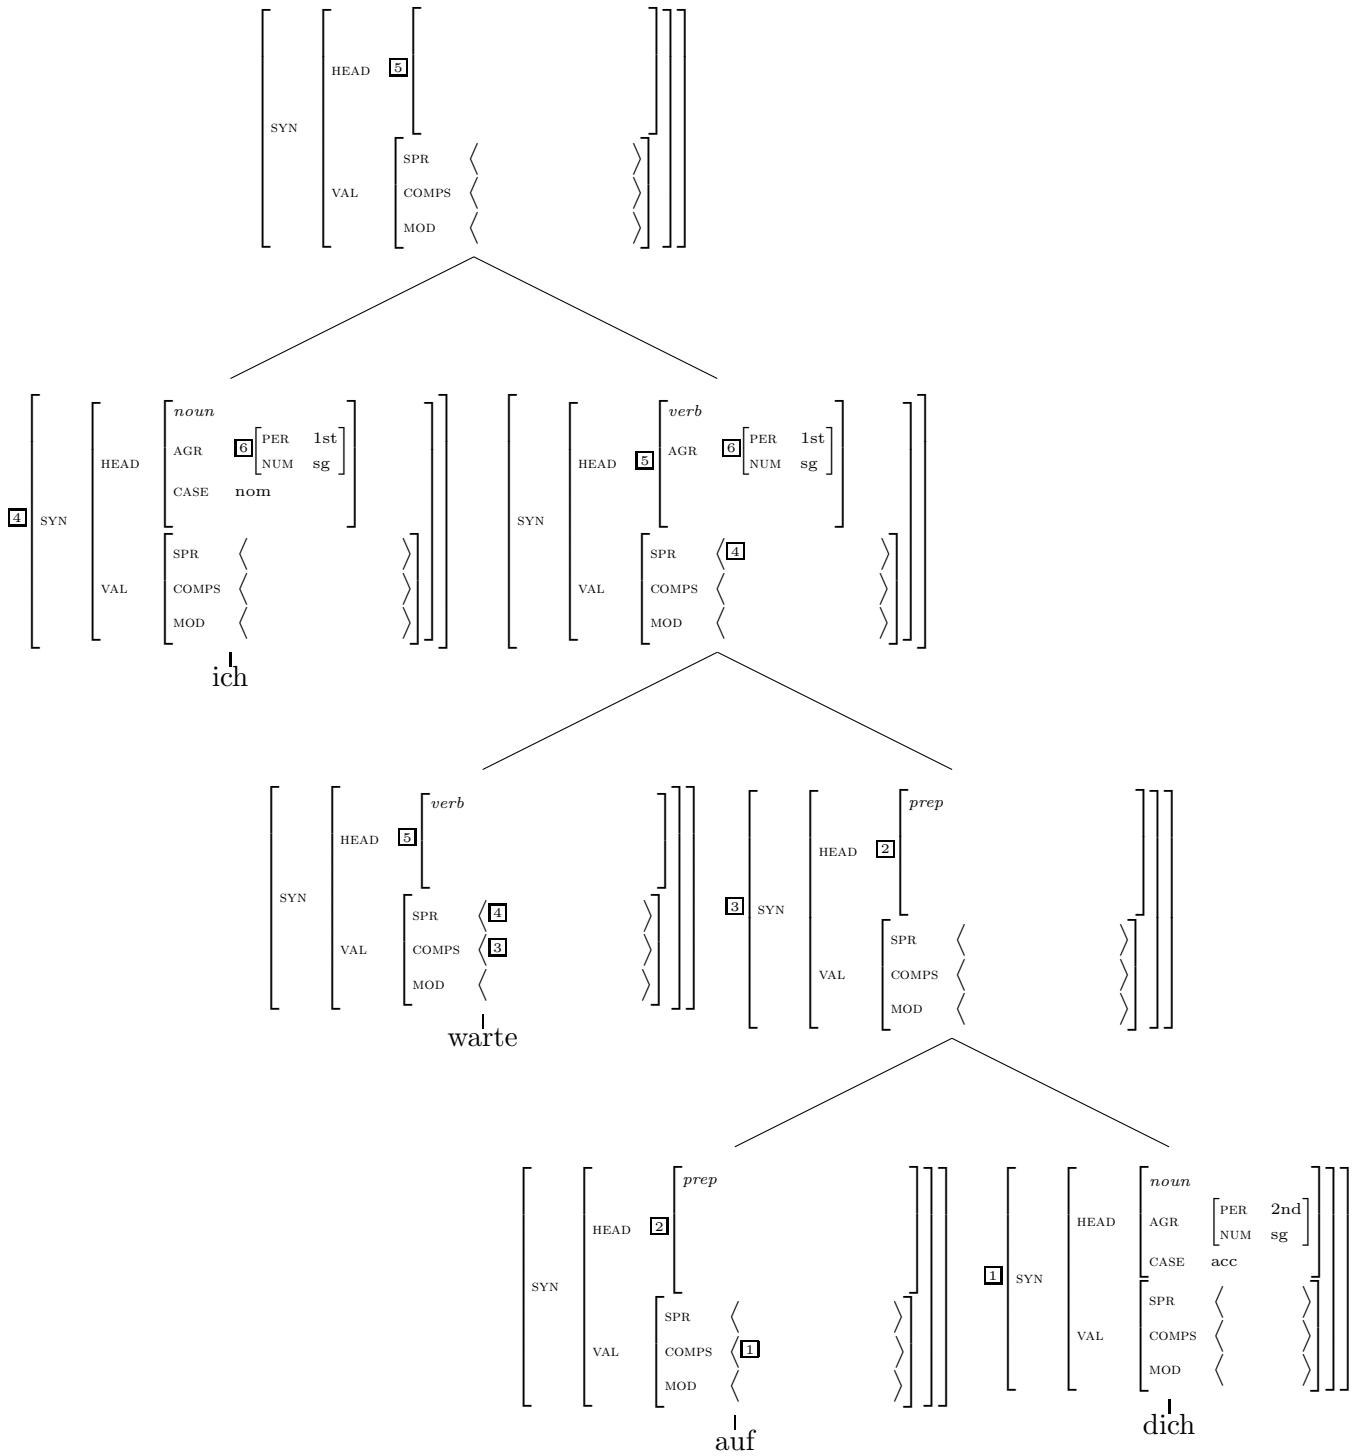 HEAD 5
SYN
SPR 〈 〉
VAL COMPS 〈 〉
MOD 〈 〉
noun
AGR 6 PER 1st
NUM sg
HEAD
CASE nom
4 SYN
SPR 〈 〉
VAL COMPS 〈 〉
MOD 〈 〉
ich
verb
AGR 6 PER 1st
NUM sg
HEAD 5
SYN
SPR 〈 4 〉
VAL COMPS 〈 〉
MOD 〈 〉
verb
HEAD 5
SYN
SPR 〈 4 〉
VAL COMPS 〈 3 〉
MOD 〈 〉
warte
prep
HEAD 2
3 SYN
SPR 〈 〉
VAL COMPS 〈 〉
MOD 〈 〉
prep
HEAD 2
SYN
SPR 〈 〉
VAL COMPS 〈 1 〉
MOD 〈 〉
auf
noun
PER 2nd
HEAD AGR
NUM sg
CASE acc
1 SYN
SPR 〈 〉
VAL COMPS 〈 〉
MOD 〈 〉
dich